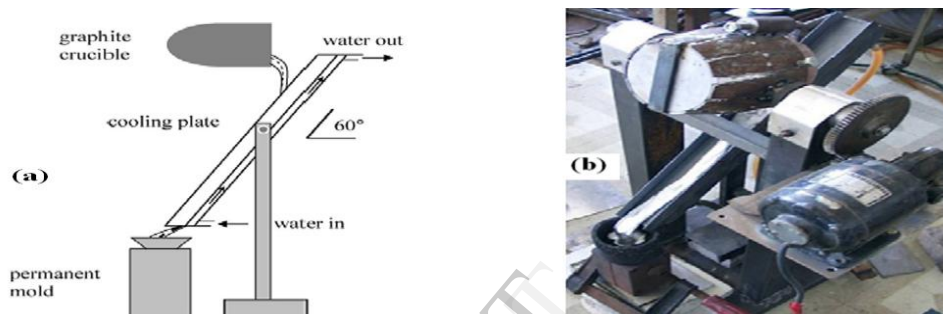 graphite
crucible
water out
cooling plate
60°
(a)
(b)
water in
permanent
mold